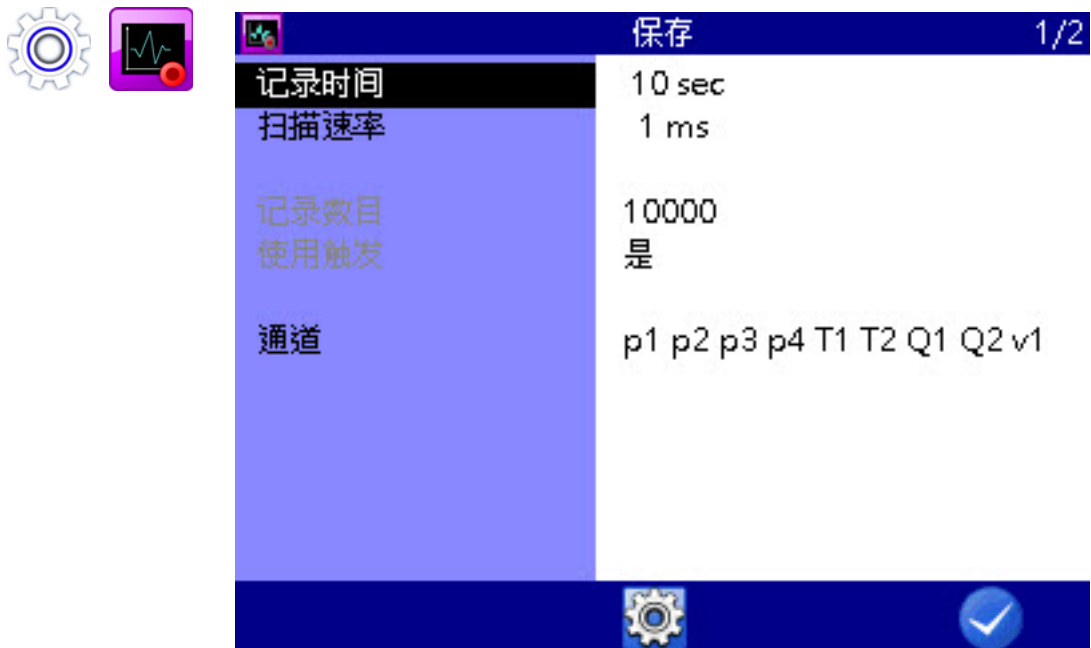 保存 1/2
记录时间 10 sec
扫描速率 1 ms
记录数目 10000
使用触发 是
通道 p1 p2 p3 p4 T1 T2 Q1 Q2 v1